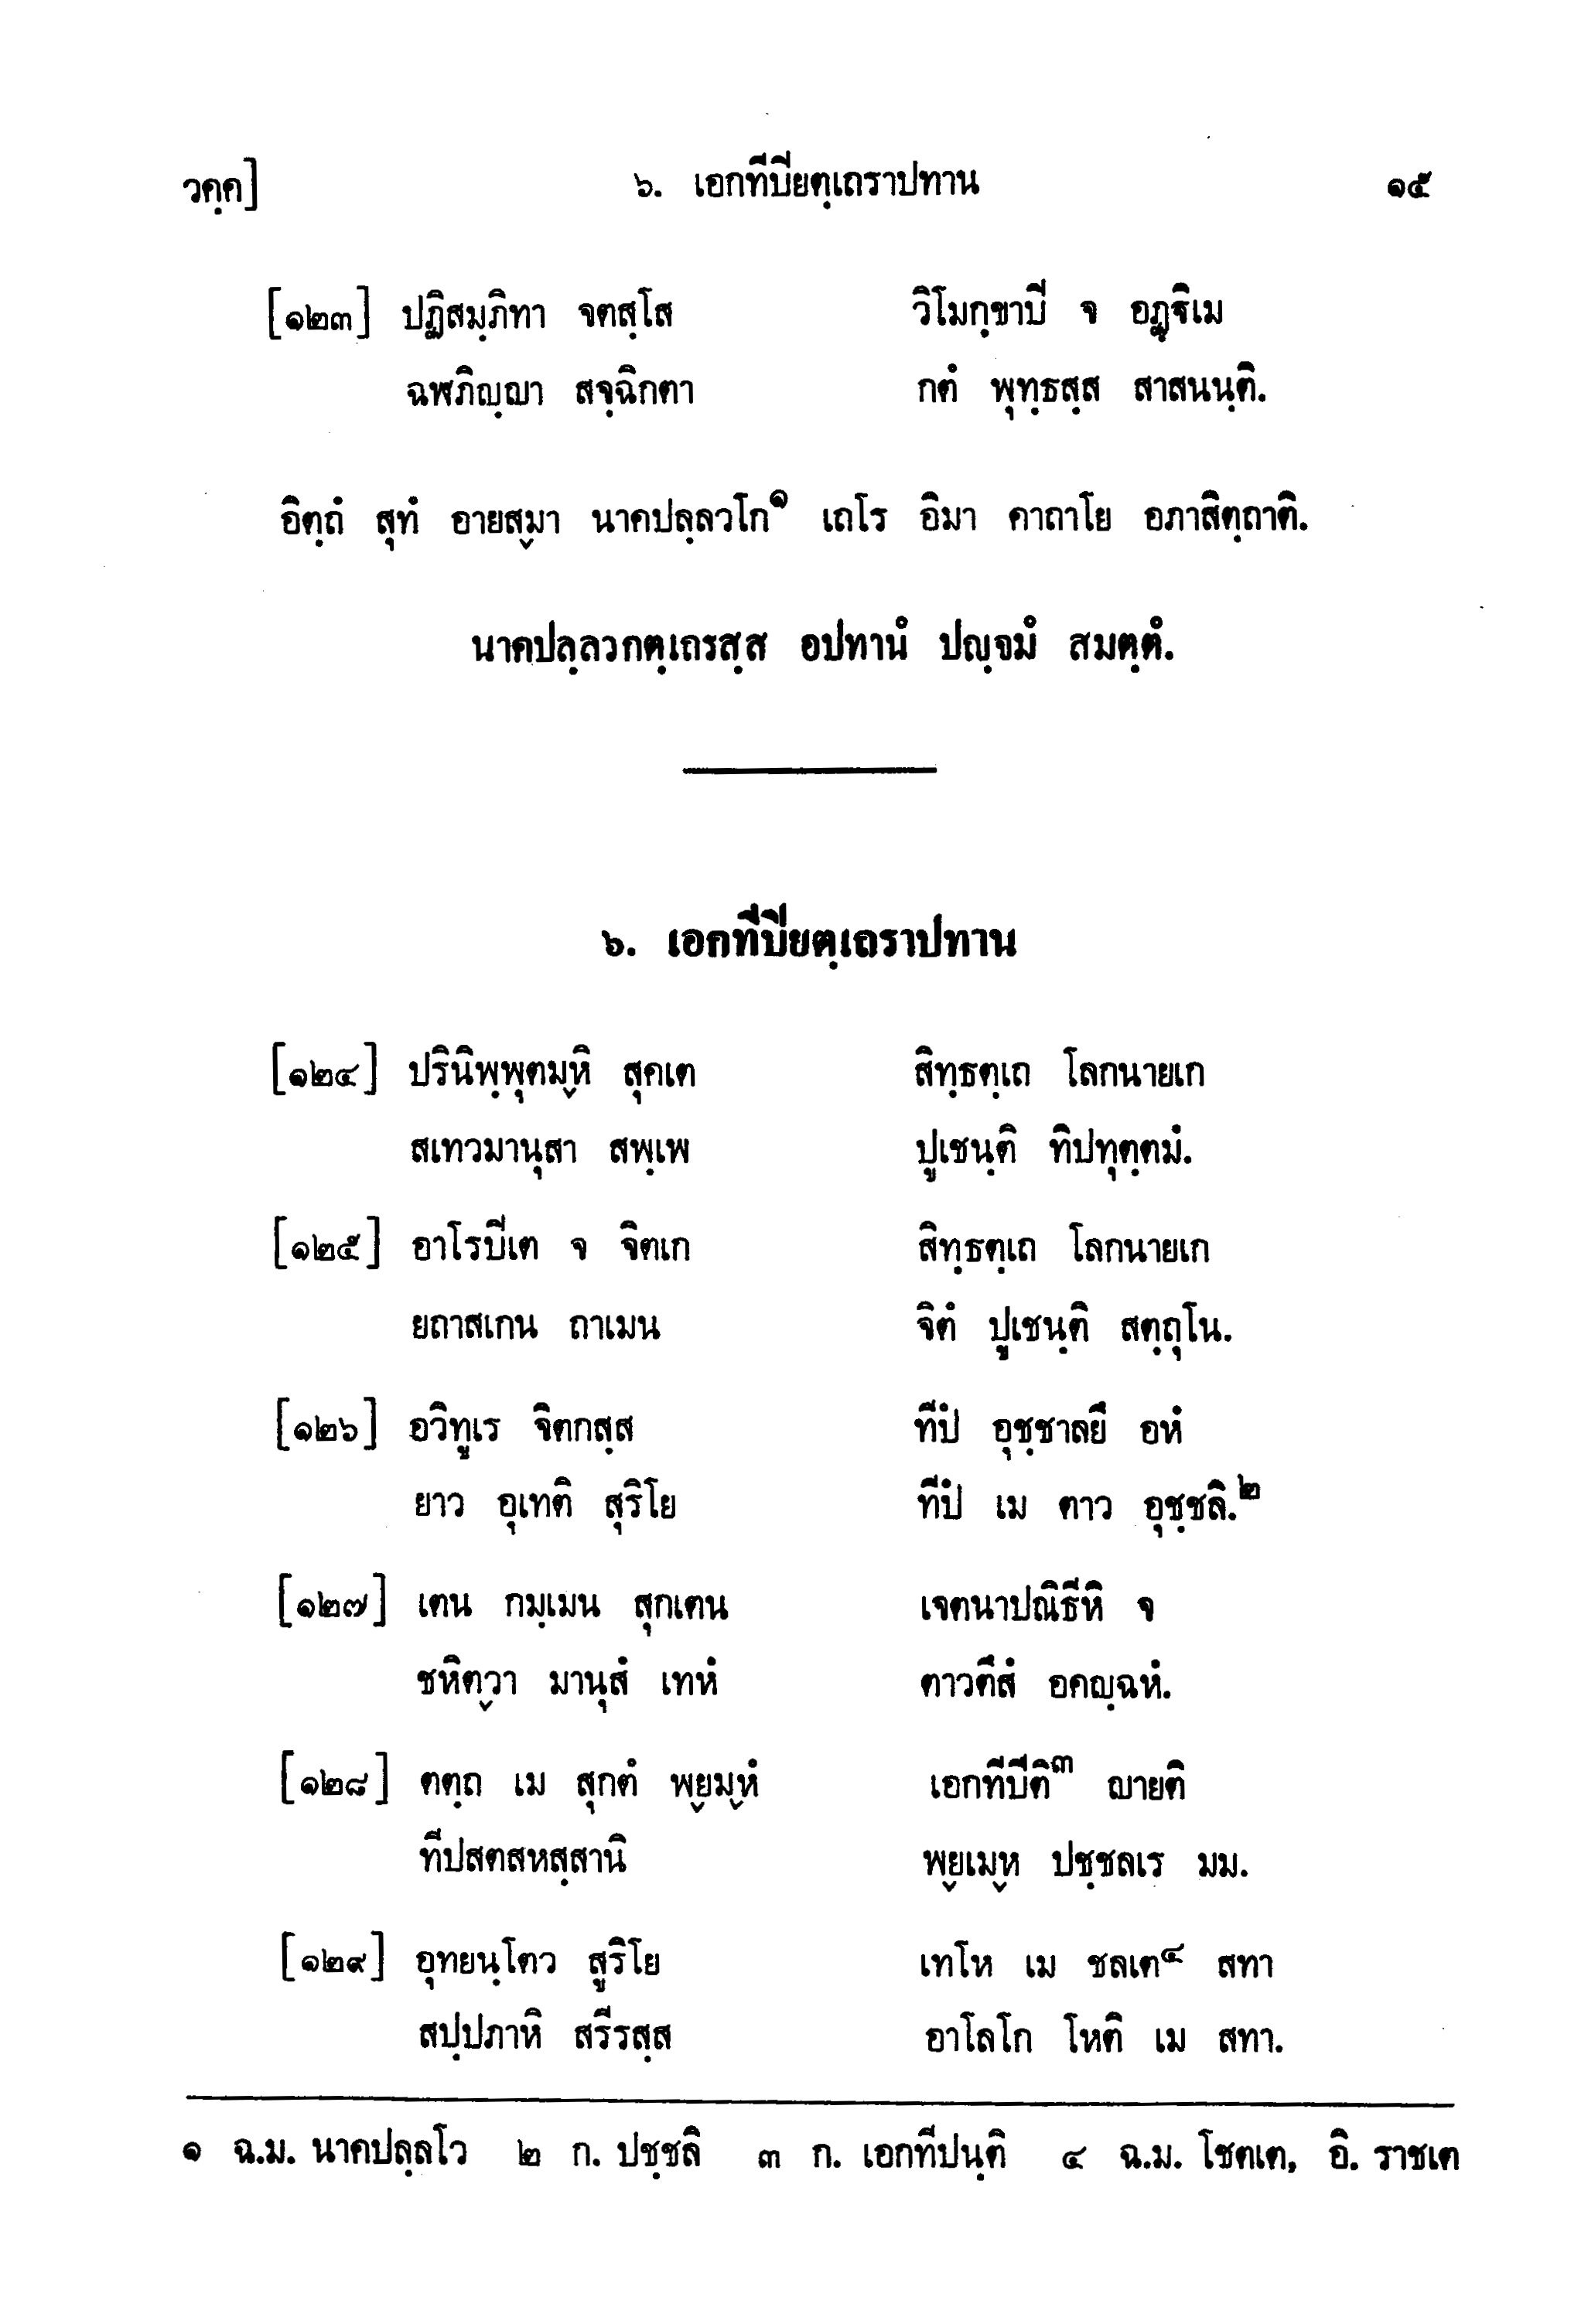 วคฺค] ๖. เอกทีปิยตฺเถราปทาน ๑๕
[๑๒๓] ปฏิสมฺภิทา จตสฺโส วิโมกฺขาปิ จ อฏฺฐิเม
ฉฬภิญฺญา สจฺฉิกตา กตํ พุทฺธสฺส สาสนนฺติ.
อิตฺถํ สุทํ อายสฺมา นาคปลฺลวโก๑ เถโร อิมา คาถาโย อภาสิตฺถาติ.
นาคปลฺลวกตฺเถรสฺส อปทานํ ปญฺจมํ สมตฺตํ.
๖. เอกทีปิยตฺเถราปทาน
[๑๒๔] ปรินิพฺพุตมฺหิ สุคเต สิทฺธตฺเถ โลกนายเก
สเทวมานุสา สพฺเพ ปูเชนฺติ ทิปทุตฺตมํ.
[๑๒๕] อาโรปิเต จ จิตเก สิทฺธตฺเถ โลกนายเก
ยถาสเกน ถาเมน จิตํ ปูเชนฺติ สตฺถุโน.
[๑๒๖] อวิทูเร จิตกสฺส ทีปํ อุชฺชาลยึ อหํ
ยาว อุเทติ สุริโย ทีปํ เม ตาว อุชฺชลิ.๒
[๑๒๗] เตน กมฺเมน สุกเตน เจตนาปณิธีหิ จ
ชหิตฺวา มานุสํ เทหํ ตาวตึสํ อคญฺฉหํ.
[๑๒๘] ตตฺถ เม สุกตํ พฺยมฺหํ เอกทีปีติ๓ ญายติ
ทีปสตสหสฺสานิ พฺยเมฺห ปชฺชลเร มม.
[๑๒๙] อุทยนฺโตว สูริโย เทโห เม ชลเต๔ สทา
สปฺปภาหิ สรีรสฺส อาโลโก โหติ เม สทา.
๑ ฉ.ม. นาคปลฺลโว ๒ ก. ปชฺชลิ ๓ ก. เอกทีปนฺติ ๔ ฉ.ม. โชตเต, อิ. ราชเต